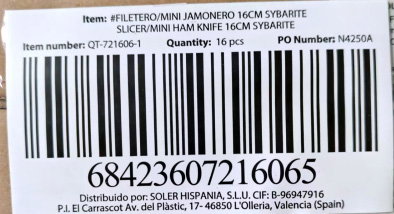 Item: #FILETERO/MINI JAMONERO 16CM SYBARITE
SLICER/MINI HAM KNIFE 16CM SYBARITE
Item number: QT-721606-1 Quantity: 16 pcs PO Number: N4250A
68423607216065
Distribuido por: SOLER HISPANIA, S.L.U. CIF: B-96947916
P.I. El Carrascot Av. del Plàstic, 17- 46850 L'Olleria, Valencia (Spain)